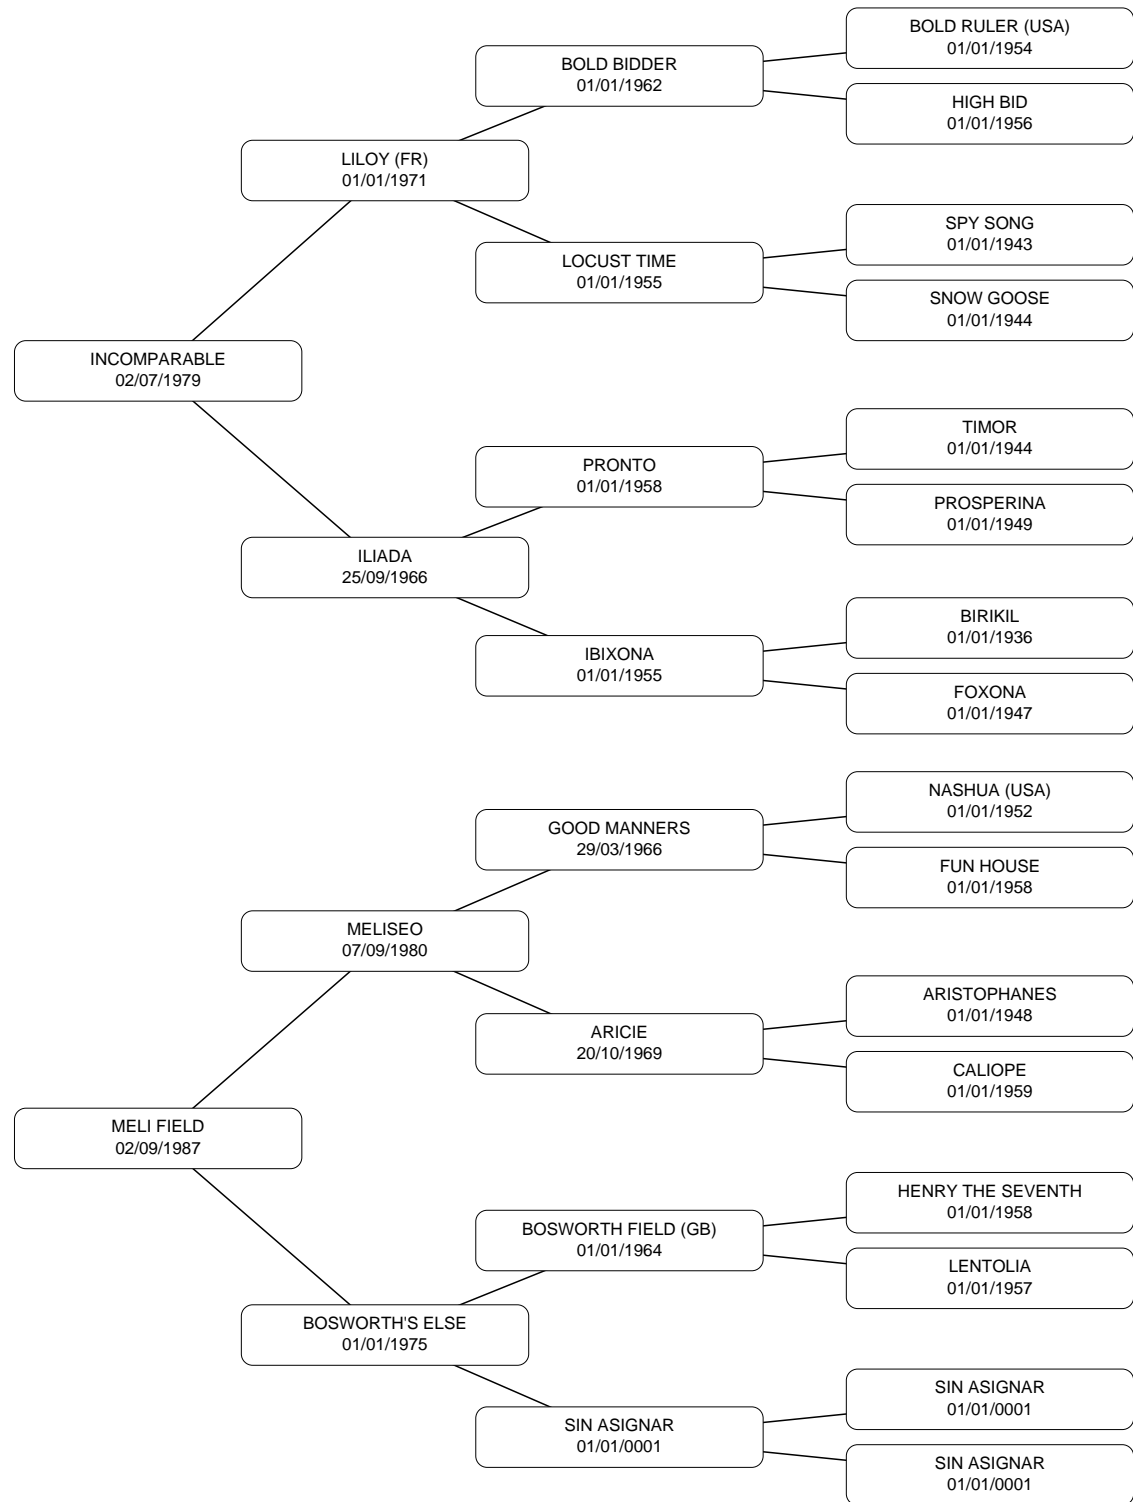 BOLD RULER (USA)
01/01/1954
BOLD BIDDER
01/01/1962
HIGH BID
01/01/1956
LILOY (FR)
01/01/1971
SPY SONG
01/01/1943
LOCUST TIME
01/01/1955
SNOW GOOSE
01/01/1944
INCOMPARABLE
02/07/1979
TIMOR
01/01/1944
PRONTO
01/01/1958
PROSPERINA
01/01/1949
ILIADA
25/09/1966
BIRIKIL
01/01/1936
IBIXONA
01/01/1955
FOXONA
01/01/1947
NASHUA (USA)
01/01/1952
GOOD MANNERS
29/03/1966
FUN HOUSE
01/01/1958
MELISEO
07/09/1980
ARISTOPHANES
01/01/1948
ARICIE
20/10/1969
CALIOPE
01/01/1959
MELI FIELD
02/09/1987
HENRY THE SEVENTH
01/01/1958
BOSWORTH FIELD (GB)
01/01/1964
LENTOLIA
01/01/1957
BOSWORTH'S ELSE
01/01/1975
SIN ASIGNAR
01/01/0001
SIN ASIGNAR
01/01/0001
SIN ASIGNAR
01/01/0001